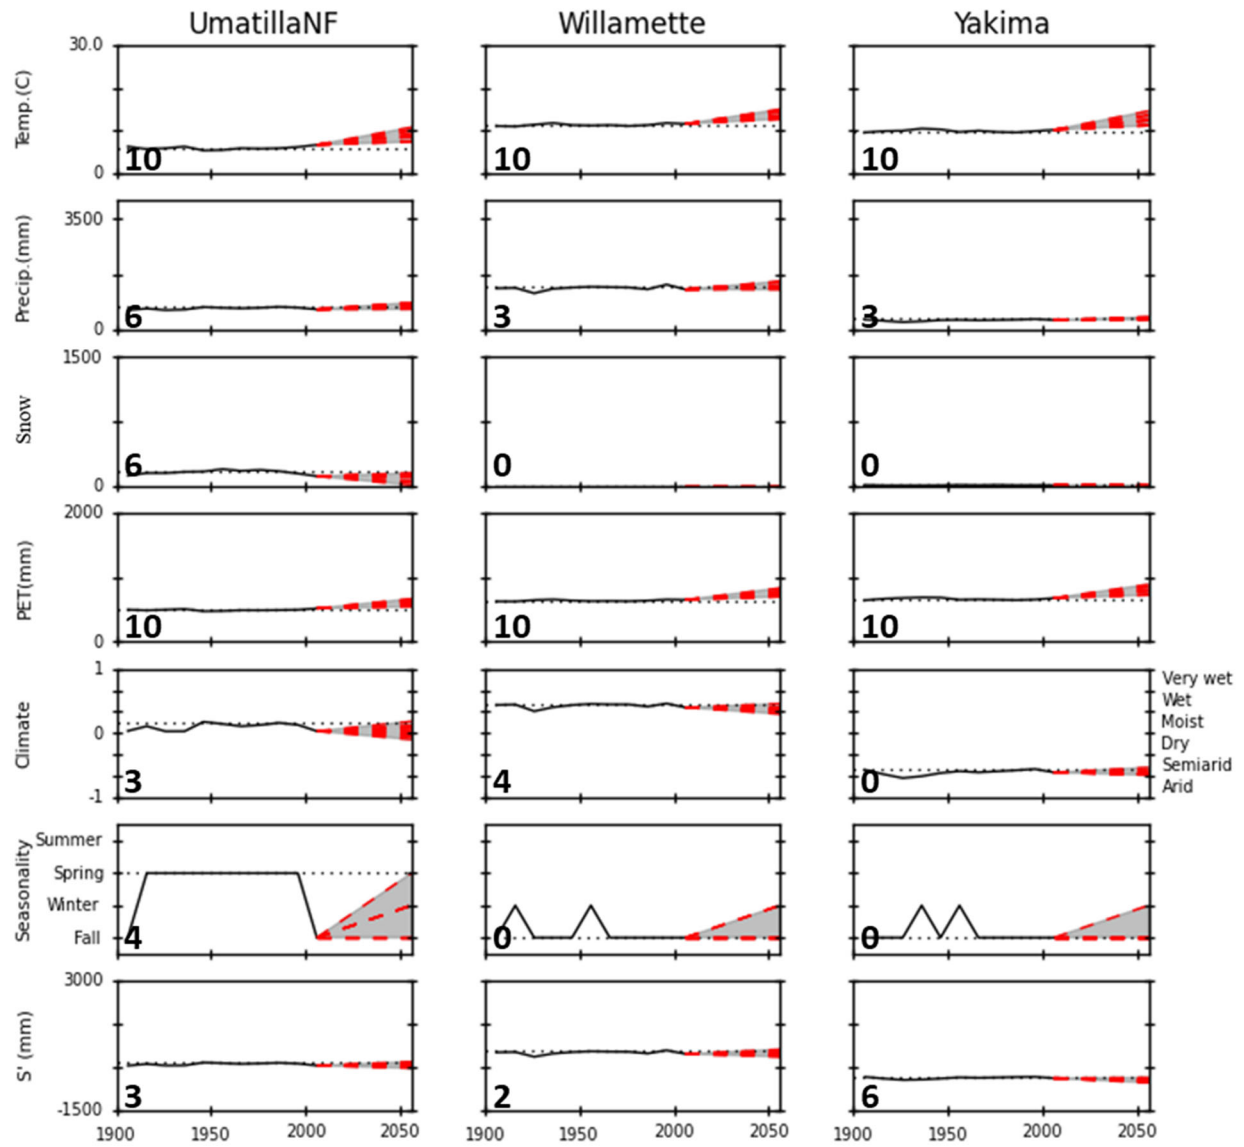 UmatillaNF Willamette Yakima
Temp.(C)
30.0
0
10 10 10
Precip.(mm)
3500
0
6 3 3
Snow
1500
0
6 0 0
PET(mm)
2000
0
10 10 10
Climate
1
0
-1
3 4 0
Very wet
Wet
Moist
Dry
Semiarid
Arid
Seasonality
Summer
Spring
Winter
Fall
4 0 0
S' (mm)
3000
-1500
3 2 6
1900 1950 2000 2050 1900 1950 2000 2050 1900 1950 2000 2050